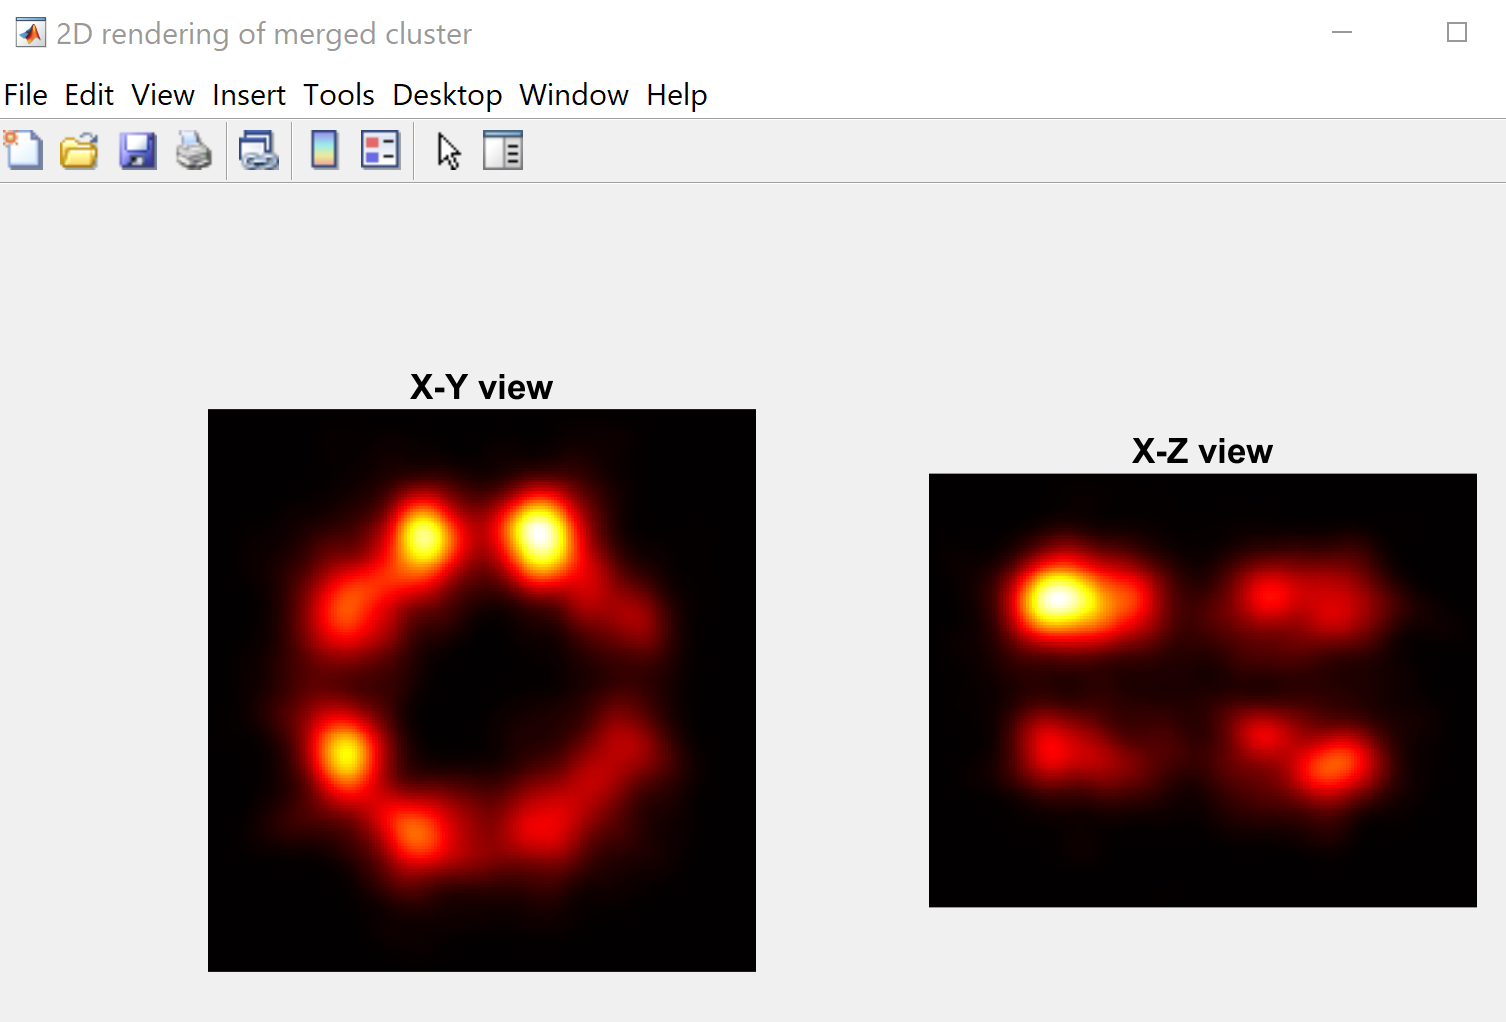 2D rendering of merged cluster
File Edit View Insert Tools Desktop Window Help
X-Y view
X-Z view